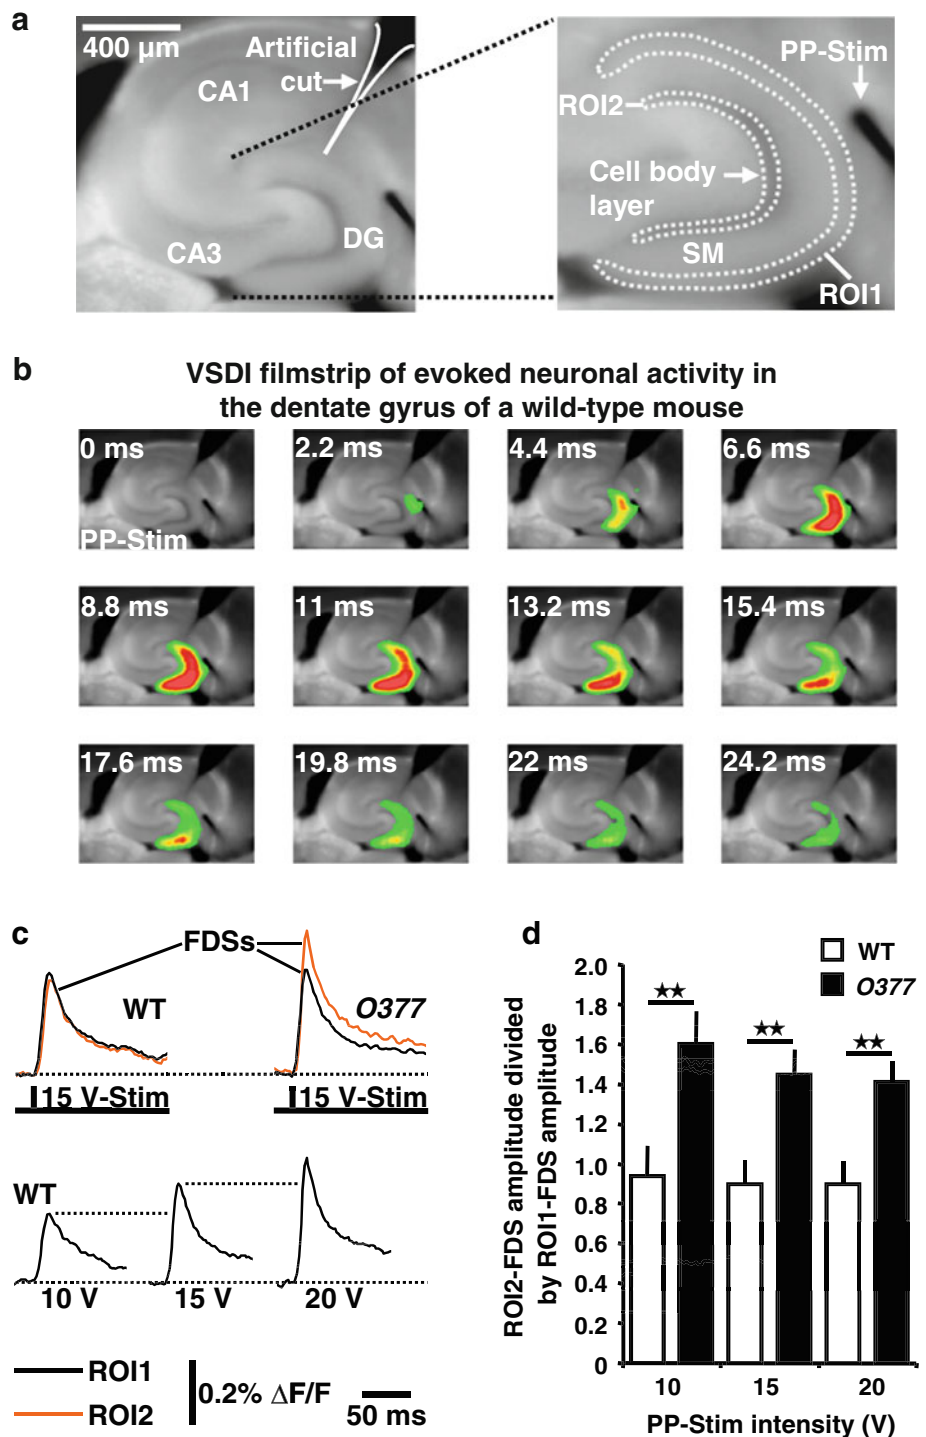 a
400 µm
Artificial
cut
CA1
CA3
DG
PP-Stim
ROI2
Cell body
layer
SM
ROI1
b
VSDI filmstrip of evoked neuronal activity in
the dentate gyrus of a wild-type mouse
0 ms
2.2 ms
4.4 ms
6.6 ms
PP-Stim
8.8 ms
11 ms
13.2 ms
15.4 ms
17.6 ms
19.8 ms
22 ms
24.2 ms
c
FDSs
WT
O377
15 V-Stim
15 V-Stim
WT
10 V
15 V
20 V
ROI1
ROI2
0.2% ΔF/F
50 ms
d
WT
O377
ROI2-FDS amplitude divided
by ROI1-FDS amplitude
2.0
1.8
1.6
1.4
1.2
1.0
0.8
0.6
0.4
0.2
0
★★
★★
★★
10
15
20
PP-Stim intensity (V)